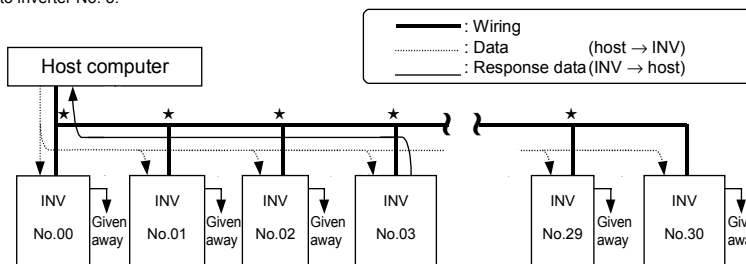 to inverter No. 3.
: Wiring
: Data (host → INV)
: Response data (INV → host)
Host computer
★ ★ ★ ★ ★
INV INV INV INV INV INV
Given Given Given Given Given
away away away away
No.00 No.01 No.02 No.03 No.29 No.30